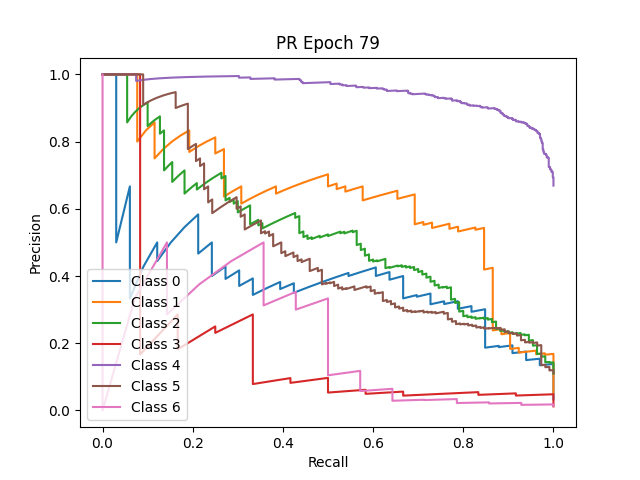 PR Epoch 79
Precision
1.0
0.8
0.6
0.4
0.2
0.0
Class 0
Class 1
Class 2
Class 3
Class 4
Class 5
Class 6
0.0 0.2 0.4 0.6 0.8 1.0
Recall